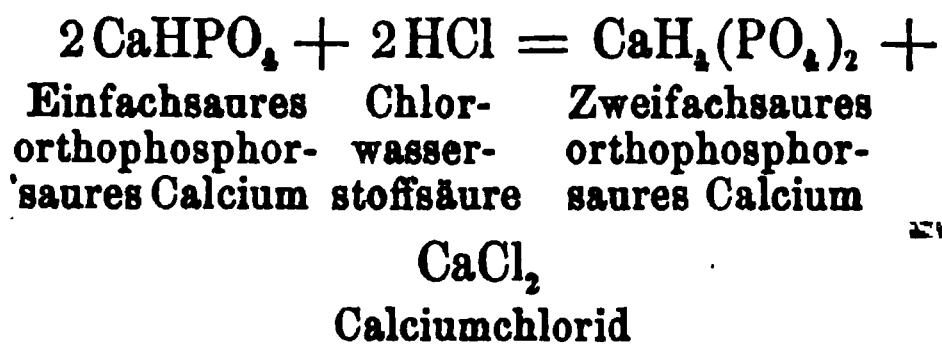 2 CaHPO₄ + 2 HCl = CaH₄(PO₄)₂ +
Einfachsaures Chlor- Zweifachsaures
orthophosphor- wasser- orthophosphor-
saures Calcium stoffsäure saures Calcium
CaCl₂
Calciumchlorid